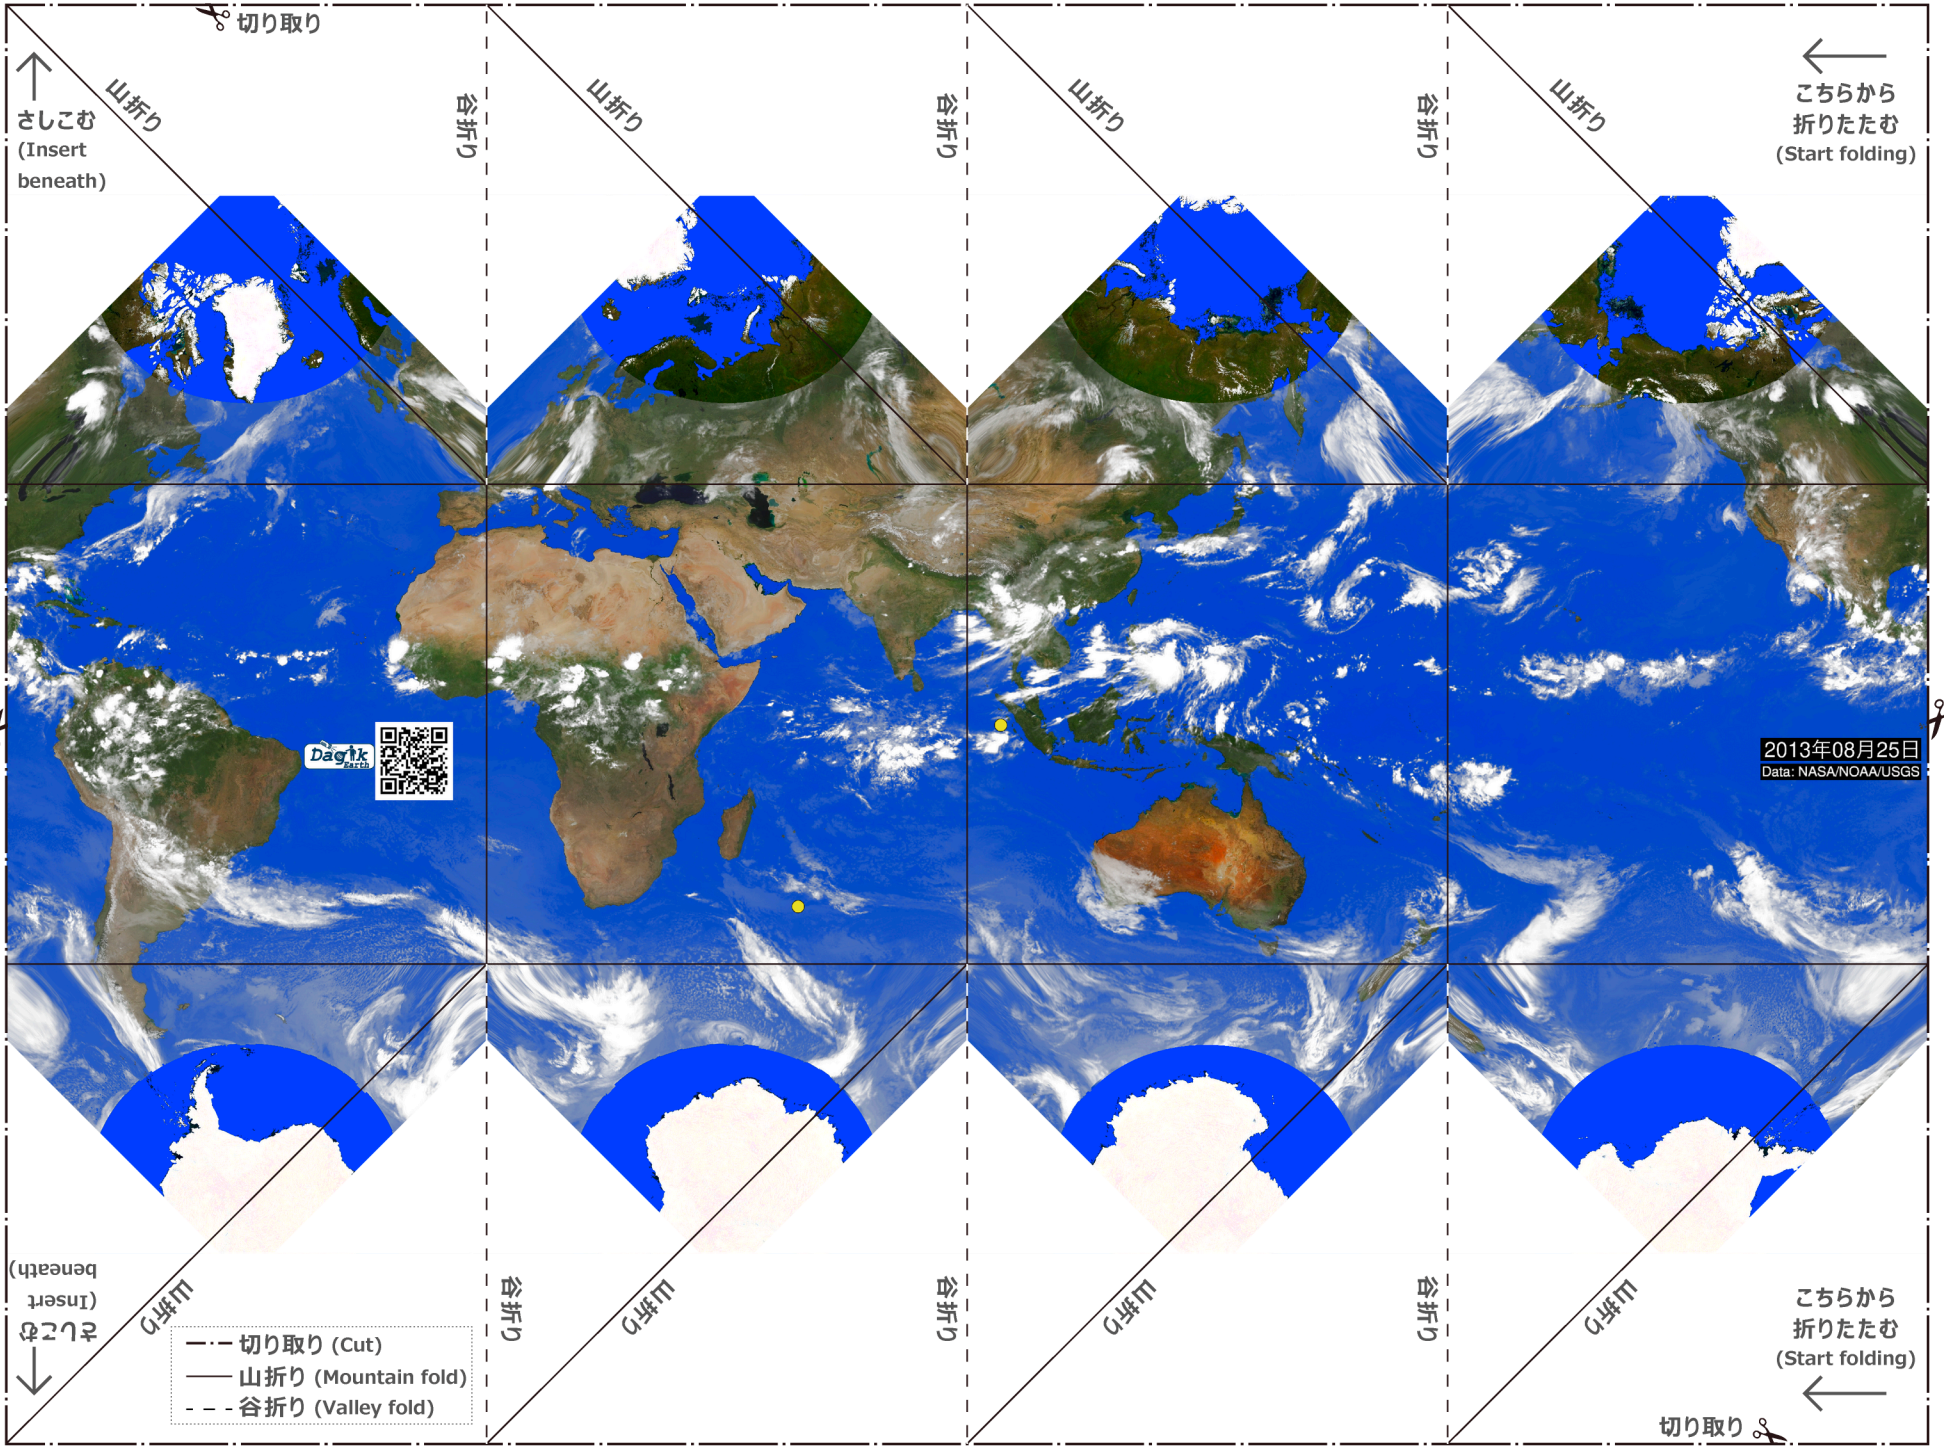 切り取り
山折り
谷折り
山折り
谷折り
山折り
谷折り
山折り
さしこむ
(Insert
beneath)
こちらから
折りたたむ
(Start folding)
Dagik
Earth
2013年08月25日
Data: NASA/NOAA/USGS
さしこむ
(Insert
beneath)
山折り
谷折り
山折り
谷折り
山折り
谷折り
山折り
こちらから
折りたたむ
(Start folding)
切り取り (Cut)
山折り (Mountain fold)
谷折り (Valley fold)
切り取り